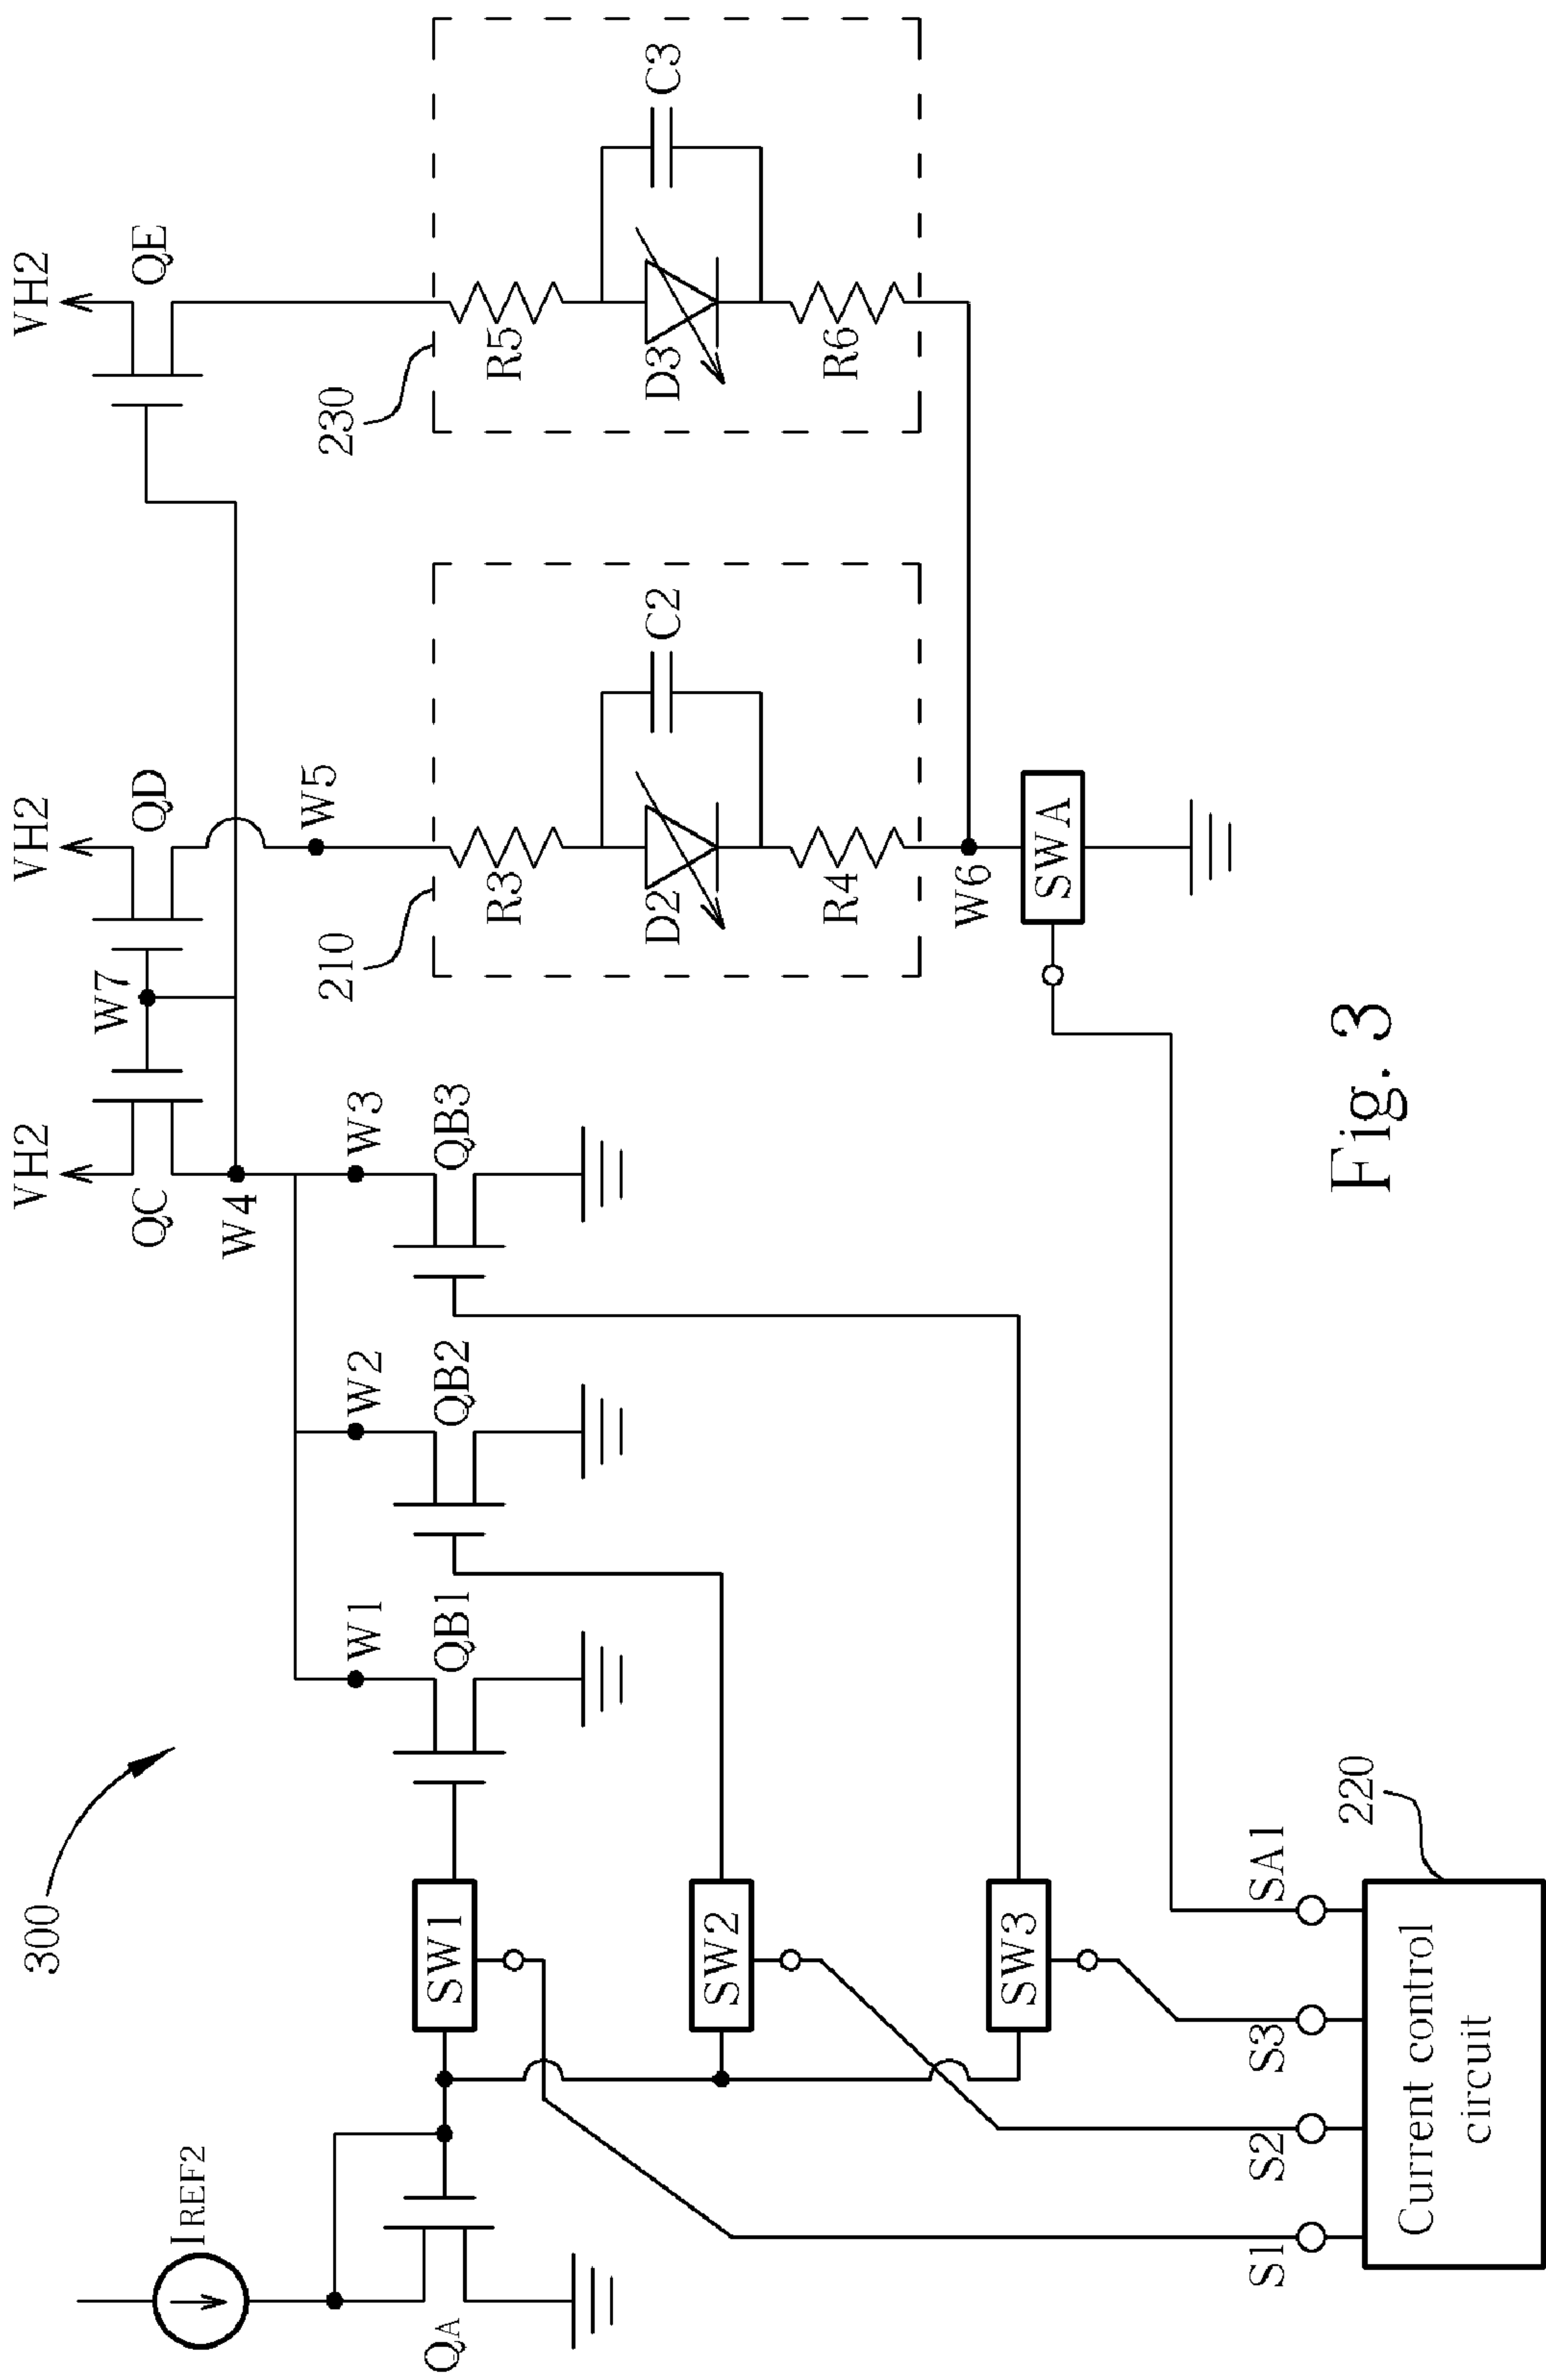 300
IREF2
QA
SW1
SW2
SW3
W1
QB1
W2
QB2
W3
QB3
VH2
QC
W4
W7
VH2
QD
W5
VH2
QE
210
R3
D2
C2
R4
W6
SWA
230
R5
D3
C3
R6
S1
S2
S3
SA1
220
Current control
circuit
Fig. 3